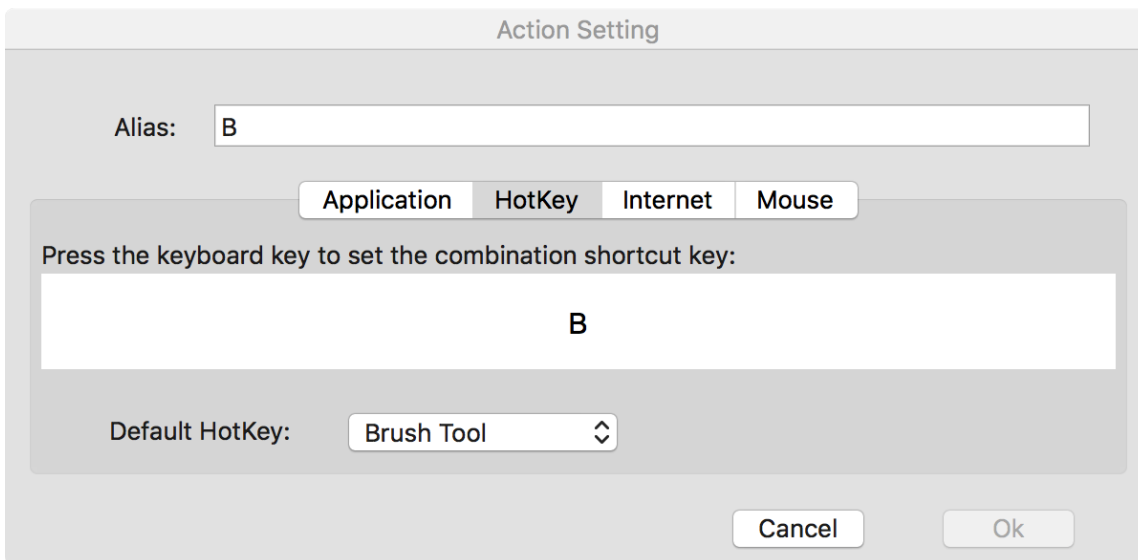 Action Setting
Alias: B
Application HotKey Internet Mouse
Press the keyboard key to set the combination shortcut key:
B
Default HotKey: Brush Tool
Cancel Ok